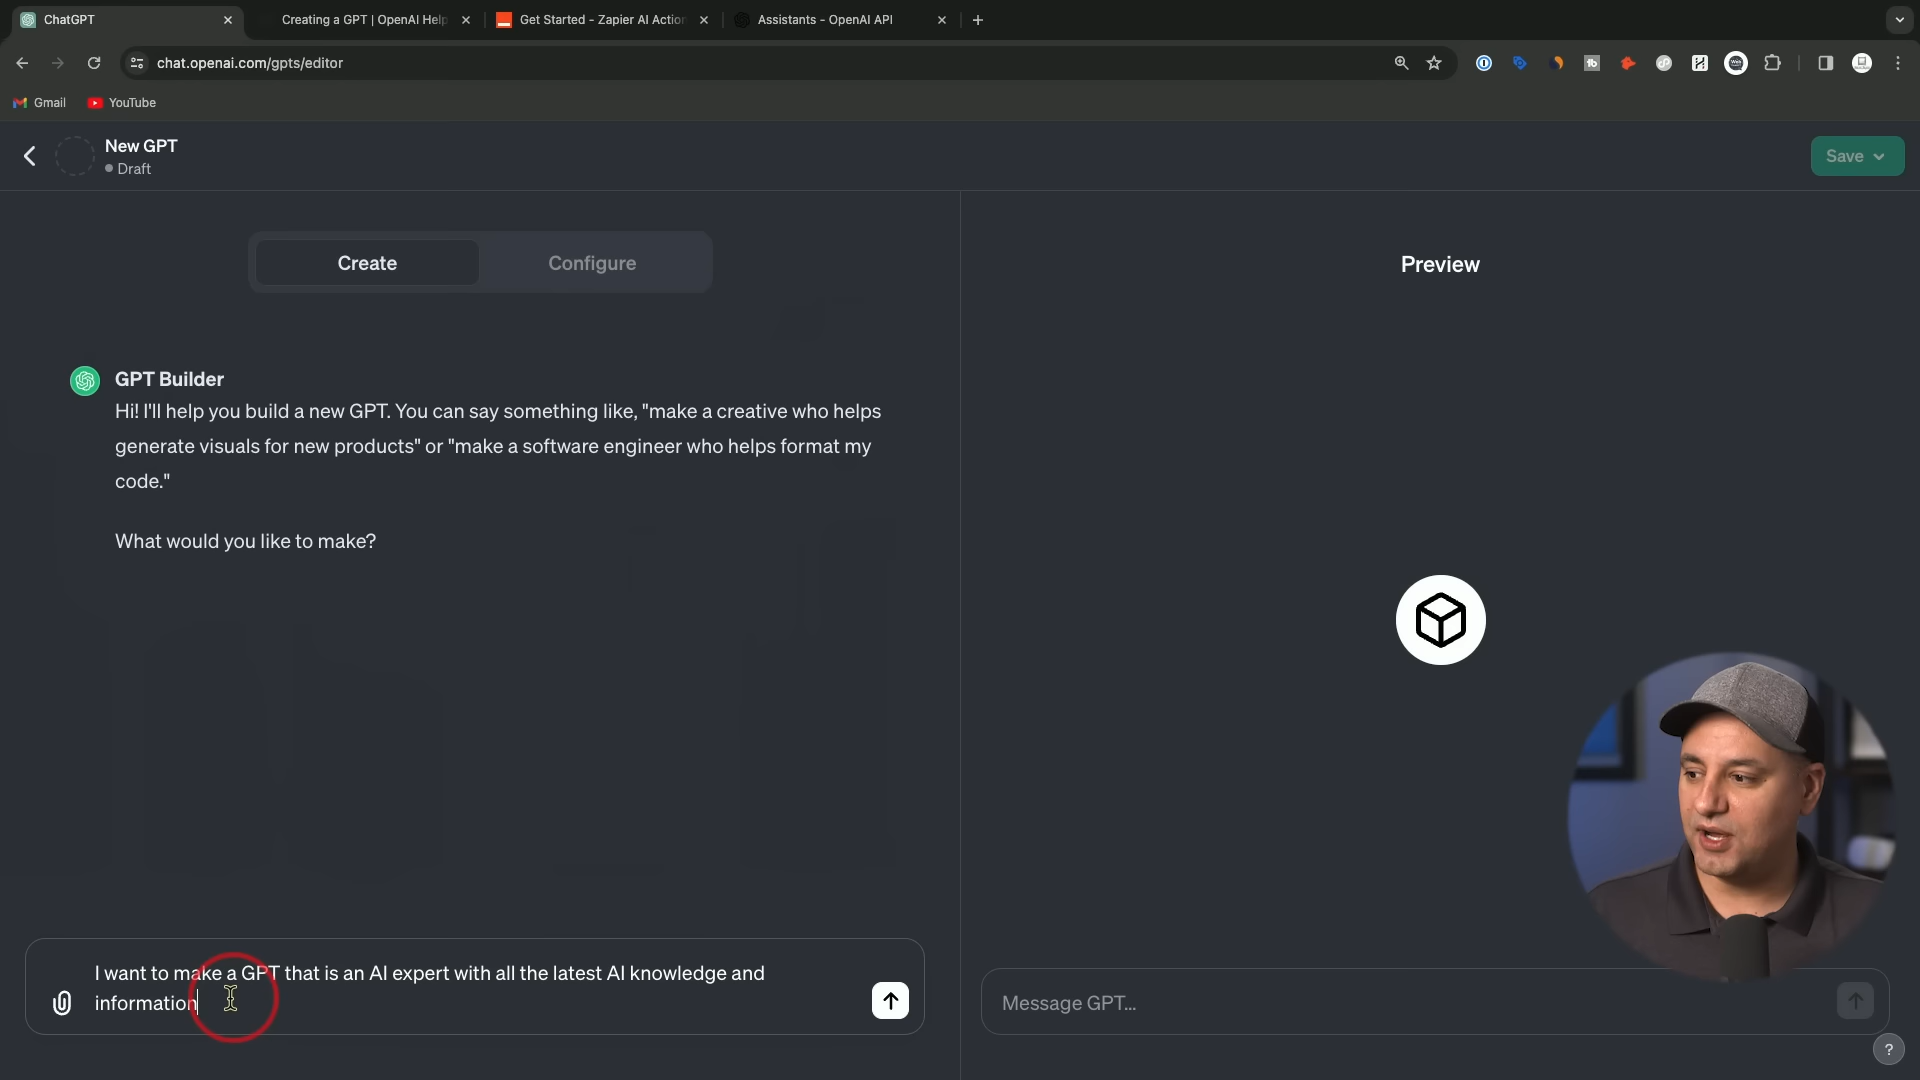 ChatGPT
Creating a GPT | OpenAI Help
Get Started - Zapier AI Action
Assistants - OpenAI API
chat.openai.com/gpts/editor
Gmail
YouTube
New GPT
Draft
Save
Create
Configure
Preview
GPT Builder
Hi! I'll help you build a new GPT. You can say something like, "make a creative who helps
generate visuals for new products" or "make a software engineer who helps format my
code."
What would you like to make?
I want to make a GPT that is an AI expert with all the latest AI knowledge and
information
Message GPT…
?